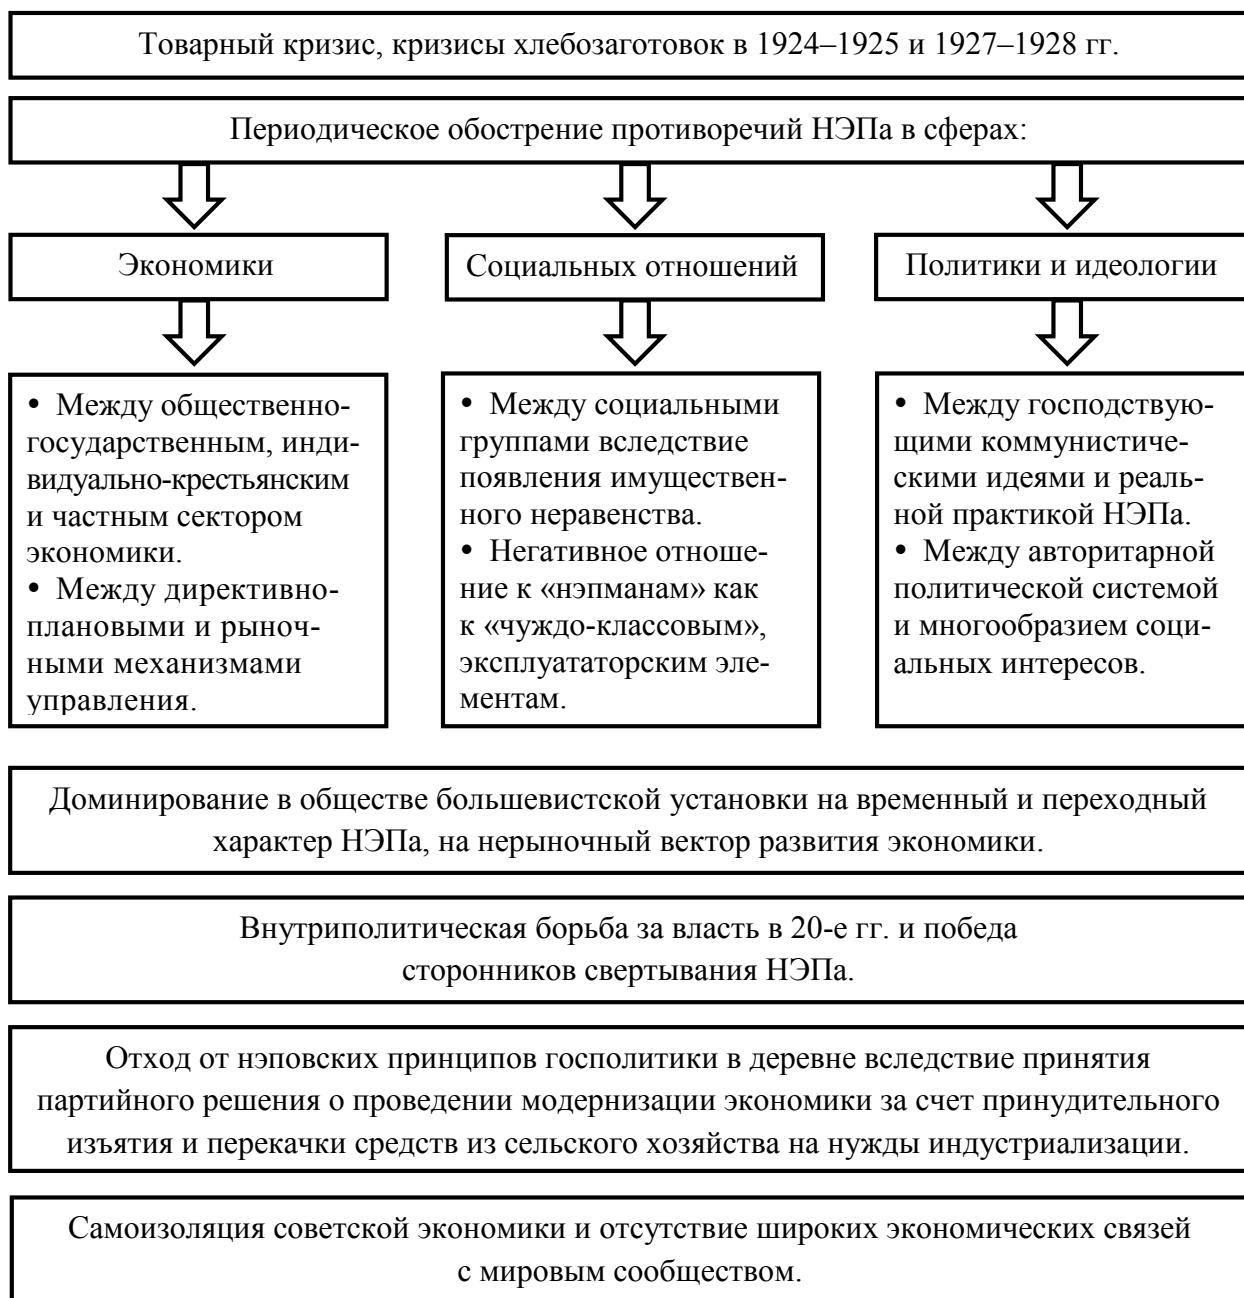 Товарный кризис, кризисы хлебозаготовок в 1924–1925 и 1927–1928 гг.
Периодическое обострение противоречий НЭПа в сферах:
Экономики
Социальных отношений
Политики и идеологии
• Между общественно-
государственным, инди-
видуально-крестьянским
и частным сектором
экономики.
• Между директивно-
плановыми и рыноч-
ными механизмами
управления.
• Между социальными
группами вследствие
появления имуществен-
ного неравенства.
• Негативное отноше-
ние к «нэпманам» как
к «чуждо-классовым»,
эксплуататорским эле-
ментам.
• Между господствую-
щими коммунистиче-
скими идеями и реаль-
ной практикой НЭПа.
• Между авторитарной
политической системой
и многообразием соци-
альных интересов.
Доминирование в обществе большевистской установки на временный и переходный
характер НЭПа, на нерыночный вектор развития экономики.
Внутриполитическая борьба за власть в 20-е гг. и победа
сторонников свертывания НЭПа.
Отход от нэповских принципов госполитики в деревне вследствие принятия
партийного решения о проведении модернизации экономики за счет принудительного
изъятия и перекачки средств из сельского хозяйства на нужды индустриализации.
Самоизоляция советской экономики и отсутствие широких экономических связей
с мировым сообществом.